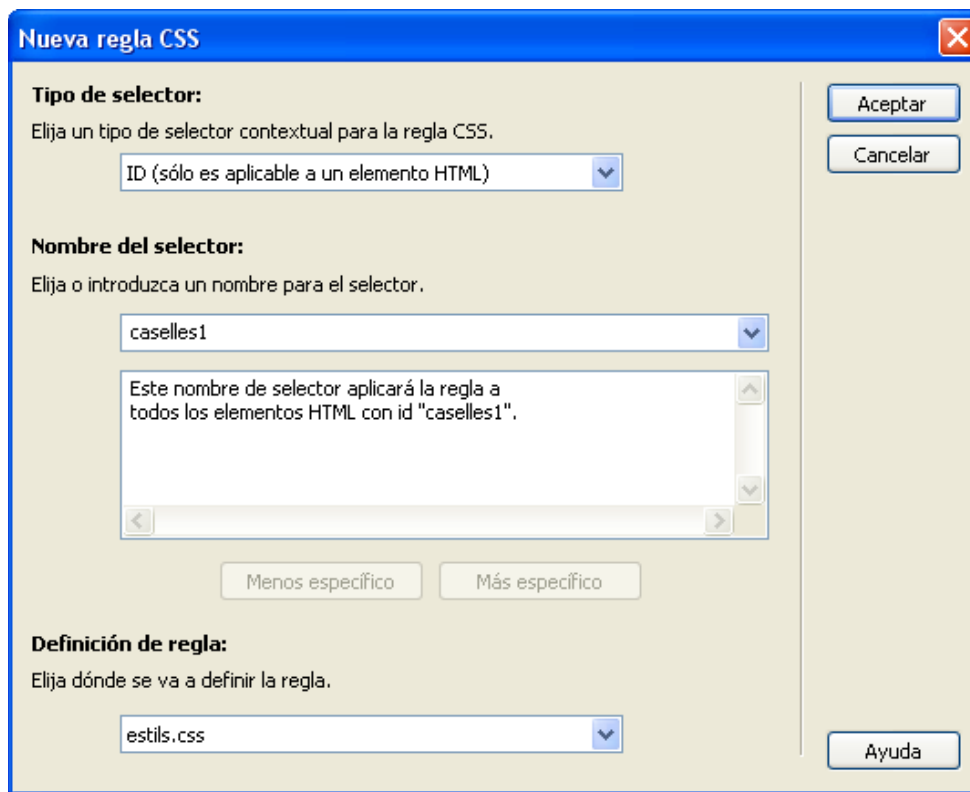 Nueva regla CSS
Tipo de selector:
Elija un tipo de selector contextual para la regla CSS.
ID (sólo es aplicable a un elemento HTML)
Nombre del selector:
Elija o introduzca un nombre para el selector.
caselles1
Este nombre de selector aplicará la regla a
todos los elementos HTML con id "caselles1".
Menos específico
Más específico
Definición de regla:
Elija dónde se va a definir la regla.
estils.css
Aceptar
Cancelar
Ayuda